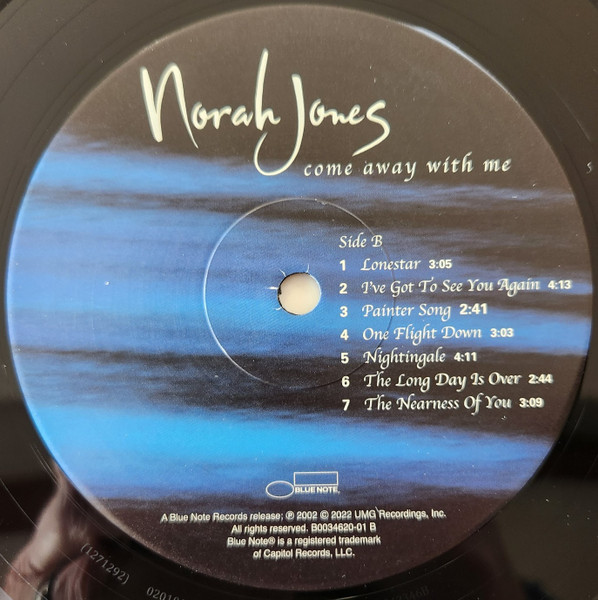 Norah Jones
come away with me
Side B
1 Lonestar 3:05
2 I've Got To See You Again 4:13
3 Painter Song 2:41
4 One Flight Down 3:03
5 Nightingale 4:11
6 The Long Day Is Over 2:44
7 The Nearness Of You 3:09
BLUE NOTE.
A Blue Note Records release; ℗ 2002 © 2022 UMG Recordings, Inc.
All rights reserved. B0034620-01 B
Blue Note® is a registered trademark
of Capitol Records, LLC.
(1271292)